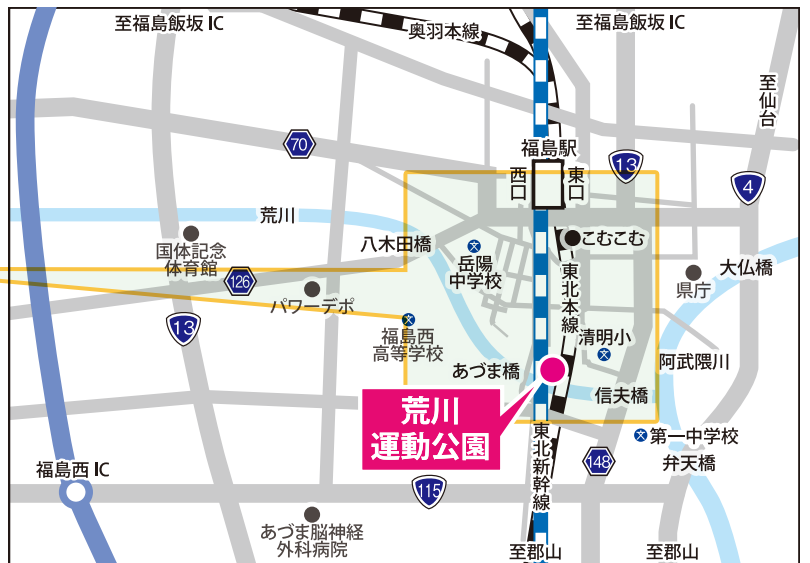 至福島飯坂 IC
奥羽本線
至福島飯坂 IC
至仙台
70
福島駅
西口
東口
13
4
荒川
八木田橋
こむこむ
国体記念
体育館
岳陽
中学校
大仏橋
東北本線
126
県庁
パワーデポ
13
福島西
高等学校
清明小
あづま橋
阿武隈川
信夫橋
荒川
運動公園
東北新幹線
第一中学校
148
弁天橋
福島西 IC
115
あづま脳神経
外科病院
至郡山
至郡山